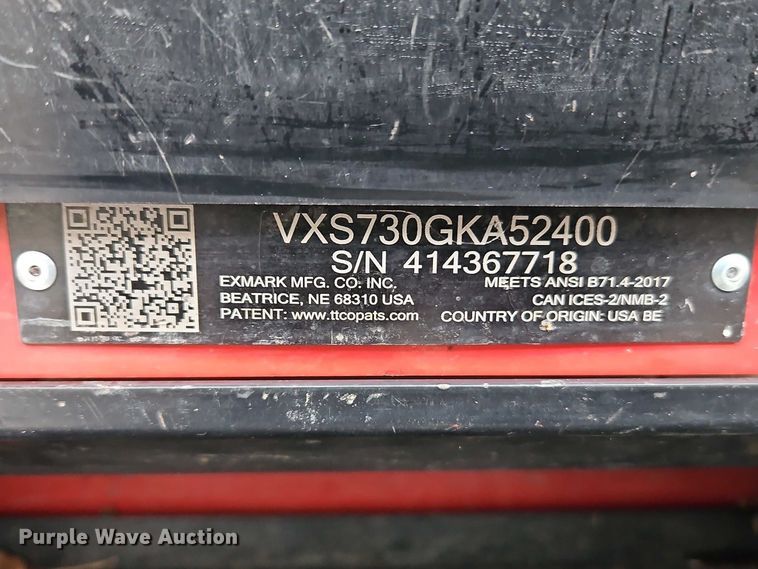 VXS730GKA52400
S/N 414367718
EXMARK MFG. CO. INC.
BEATRICE, NE 68310 USA
PATENT: www.ttcopats.com
MEETS ANSI B71.4-2017
CAN ICES-2/NMB-2
COUNTRY OF ORIGIN: USA BE
Purple Wave Auction